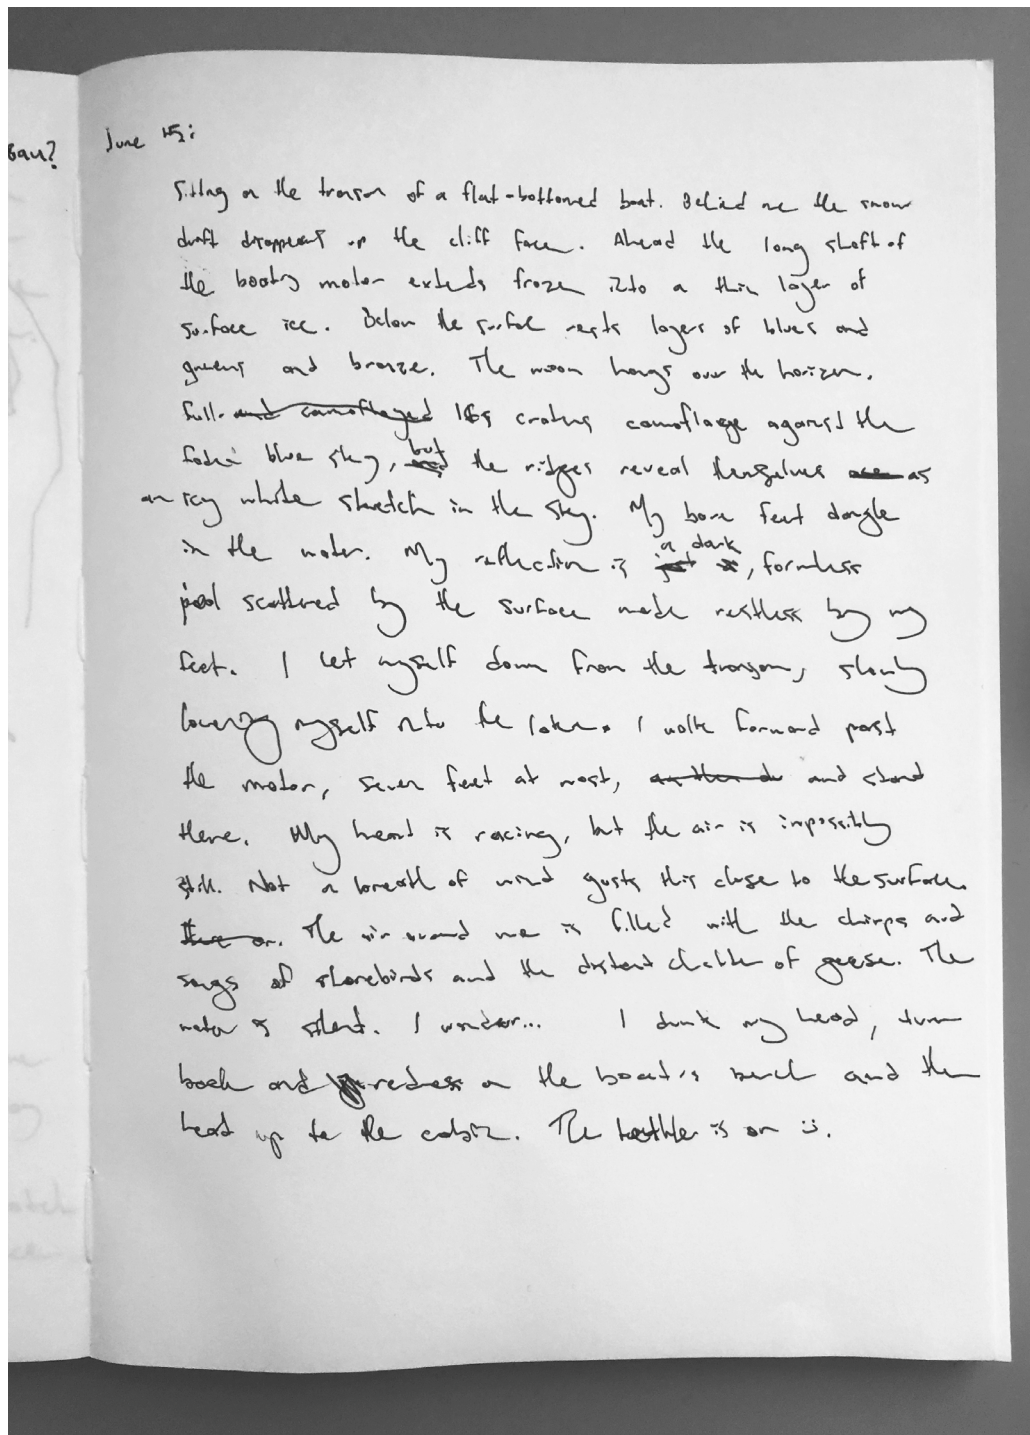 June 15:
Sitting on the transom of a flat-bottomed boat. Behind me the snow
drift disappears up the cliff face. Ahead the long shaft of
the boat's motor extends frozen into a thin layer of
surface ice. Below the surface rests layers of blues and
greens and bronze. The moon hangs over the horizon,
full. and camoflaged Its craters camoflage against the
faded blue sky, but the ridges reveal themselves as
an icy white sketch in the sky. My bare feet dangle
in the water. My reflection is a dark, formless
pool scattered by the surface made restless by my
feet. I let myself down from the transom, slowly
lowering myself into the lake. I walk forward past
the motor, seven feet at most, and stand
there. My heart is racing, but the air is impossibly
still. Not a breath of wind gusts this close to the surface.
The air around me is filled with the chirps and
songs of shorebirds and the distant chatter of geese. The
water is silent. I wonder... I dunk my head, turn
back and redress on the boat's bench and then
head up to the cabin. The kettle is on :).